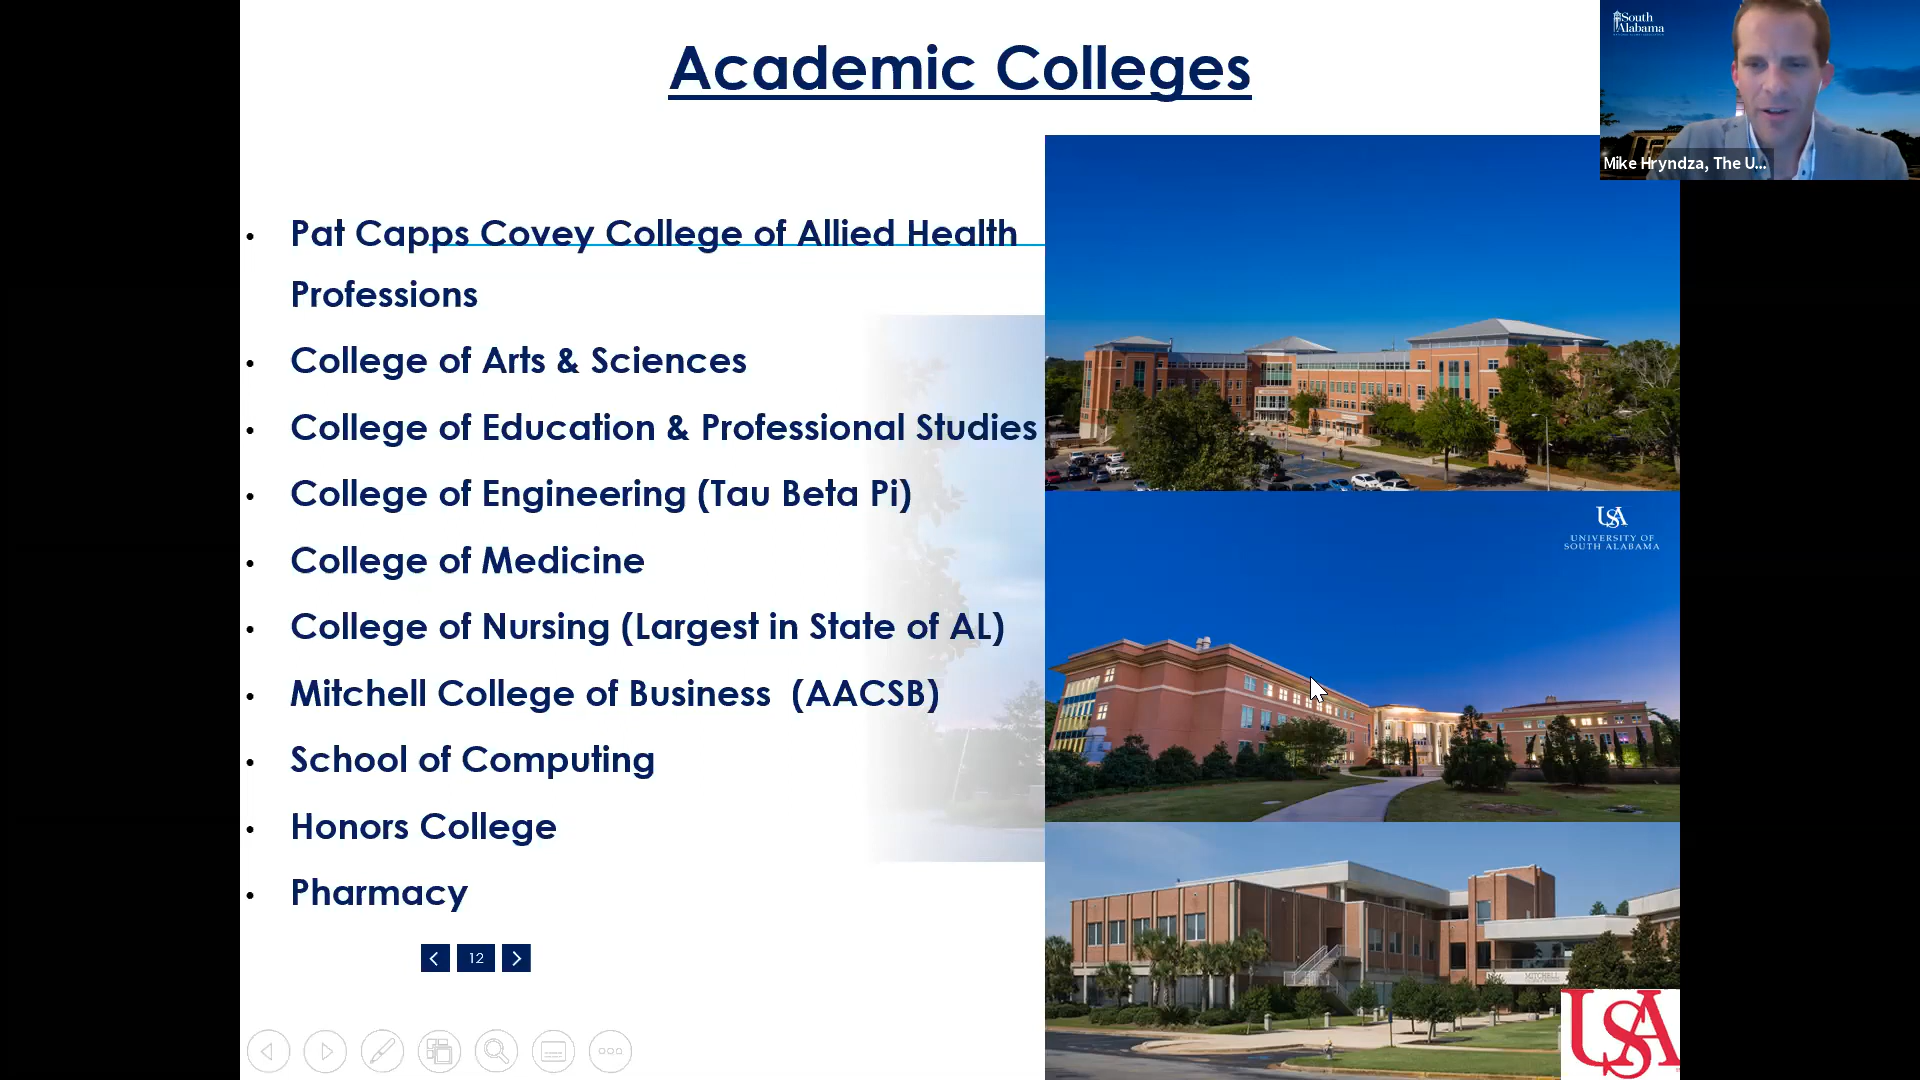 Academic Colleges
South
Alabama
Mike Hryndza, The U...
• Pat Capps Covey College of Allied Health
Professions
• College of Arts & Sciences
• College of Education & Professional Studies
• College of Engineering (Tau Beta Pi)
• College of Medicine
• College of Nursing (Largest in State of AL)
• Mitchell College of Business (AACSB)
• School of Computing
• Honors College
• Pharmacy
12
USA
UNIVERSITY OF
SOUTH ALABAMA
MITCHELL
USA